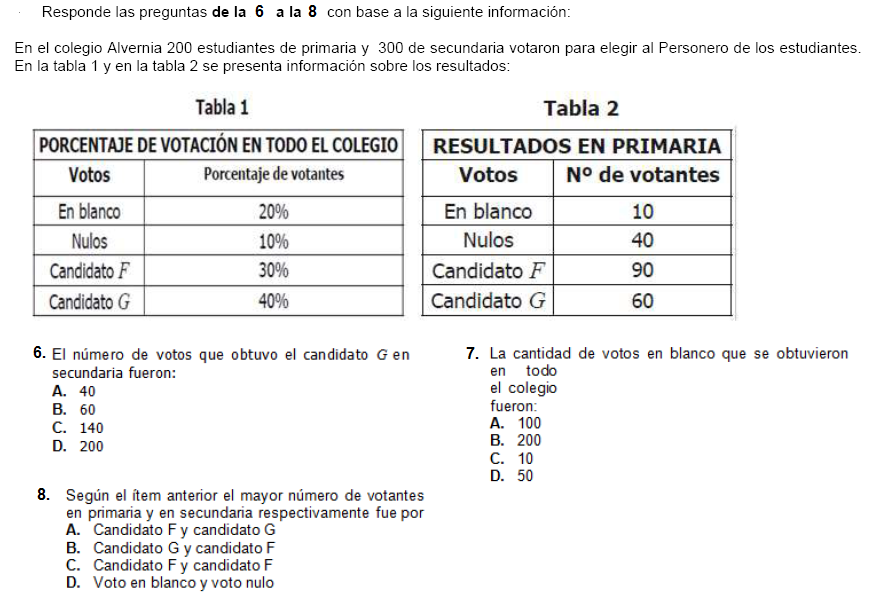 Responde las preguntas de la 6 a la 8 con base a la siguiente información:
En el colegio Alvernia 200 estudiantes de primaria y 300 de secundaria votaron para elegir al Personero de los estudiantes.
En la tabla 1 y en la tabla 2 se presenta información sobre los resultados:
Tabla 1
PORCENTAJE DE VOTACIÓN EN TODO EL COLEGIO
Votos Porcentaje de votantes
En blanco 20%
Nulos 10%
Candidato F 30%
Candidato G 40%
Tabla 2
RESULTADOS EN PRIMARIA
Votos Nº de votantes
En blanco 10
Nulos 40
Candidato F 90
Candidato G 60
6. El número de votos que obtuvo el candidato G en
secundaria fueron:
A. 40
B. 60
C. 140
D. 200
7. La cantidad de votos en blanco que se obtuvieron
en todo
el colegio
fueron:
A. 100
B. 200
C. 10
D. 50
8. Según el ítem anterior el mayor número de votantes
en primaria y en secundaria respectivamente fue por
A. Candidato F y candidato G
B. Candidato G y candidato F
C. Candidato F y candidato F
D. Voto en blanco y voto nulo